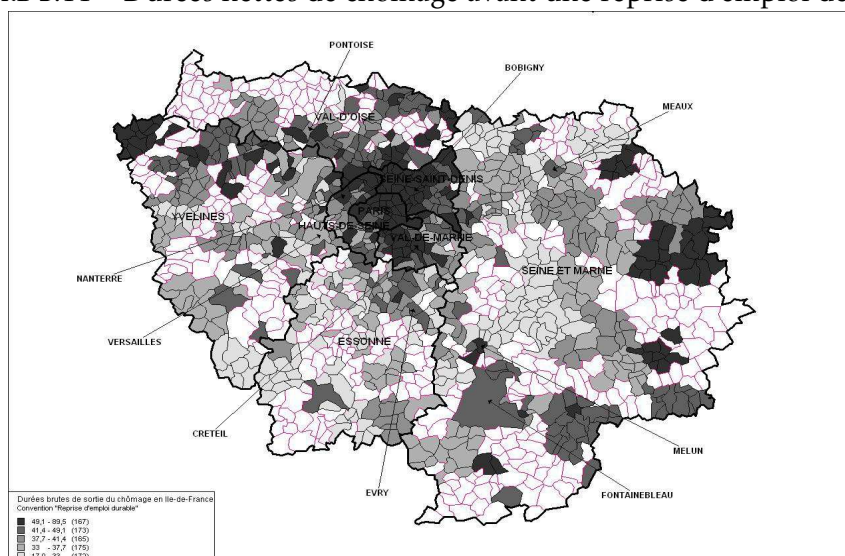 Durées nettes de chômage avant une reprise d'emploi
PONTOISE
BOBIGNY
MEAUX
VAL-D'OISE
SEINE-SAINT-DENIS
PARIS
YVELINES
HAUTS-DE-SEINE
VAL-DE-MARNE
SEINE ET MARNE
NANTERRE
VERSAILLES
ESSONNE
CRETEIL
MELUN
EVRY
FONTAINEBLEAU
Durées brutes de sortie du chômage en Ile-de-France
Convention "Reprise d'emploi durable"
49,1 - 89,5 (167)
41,4 - 49,1 (173)
37,7 - 41,4 (165)
33 - 37,7 (175)